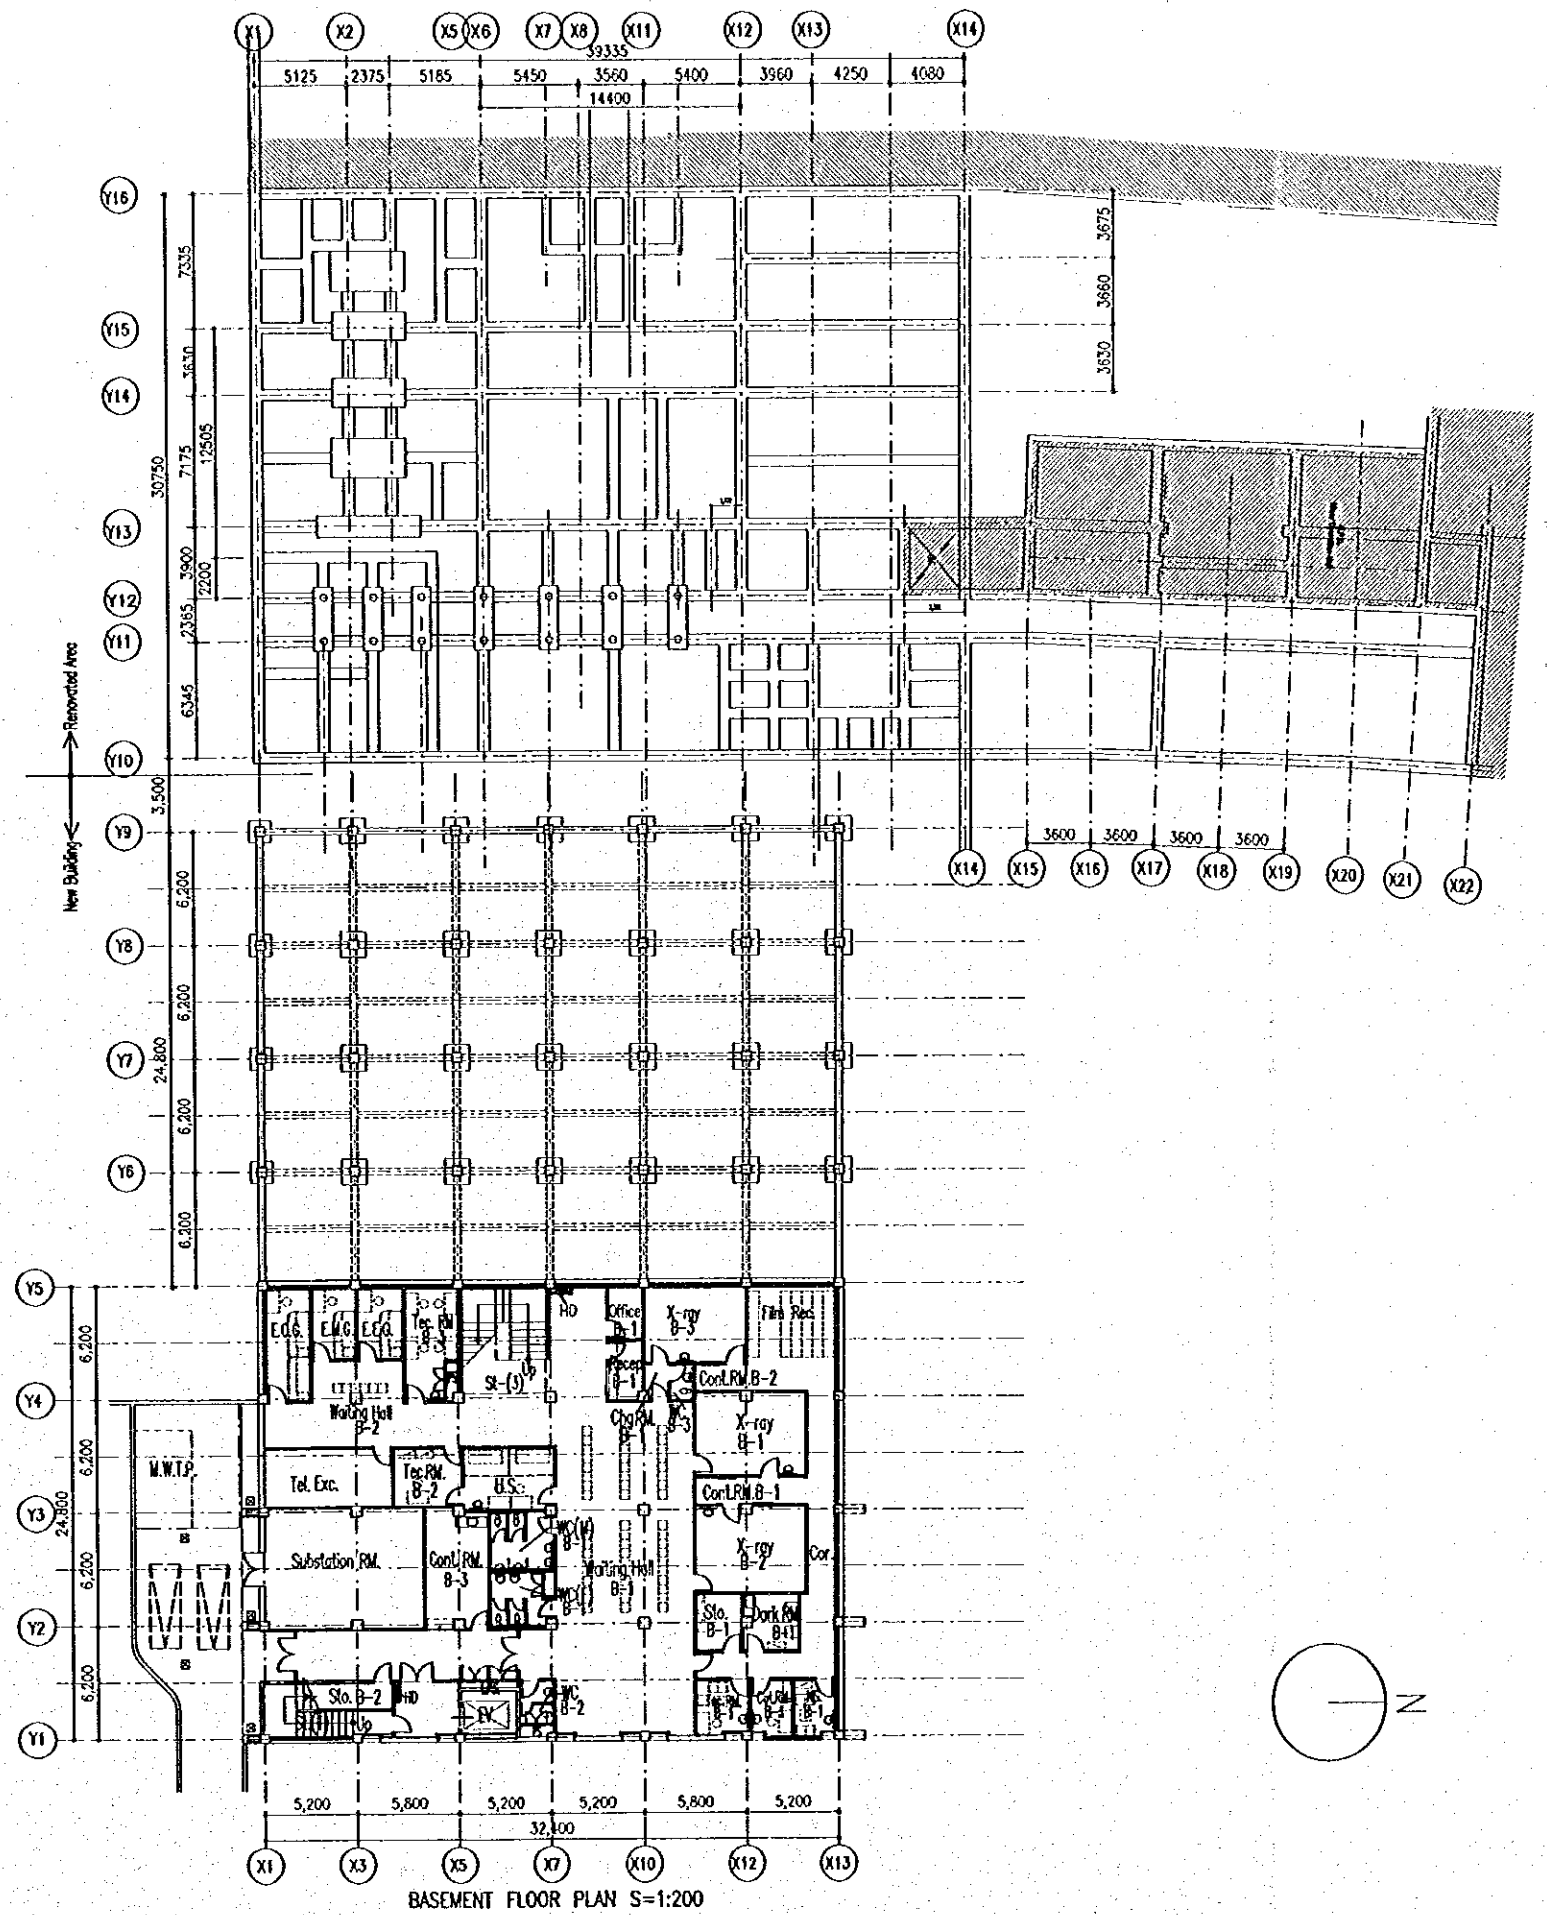 X1 X2 X5 X6 X7 X8 X11 X12 X13 X14
39335
5125 2375 5185 5450 3560 5400 3960 4250 4080
14400
Y16
Y15
Y14
Y13
Y12
Y11
Y10
7335
3630
7175
3900
2365
6345
12505
2200
30750
3675
3660
3630
Renovated Area
New Building
3,500
Y9
Y8
Y7
Y6
6,200
6,200
6,200
6,200
24,800
3600 3600 3600 3600
X14 X15 X16 X17 X18 X19 X20 X21 X22
Y5
Y4
Y3
Y2
Y1
6,200
6,200
6,200
6,200
24,800
E.C.G. E.M.G. E.E.G. Tec. RM
St-(3)
Up
HD
Office
B-1
Recep.
B-1
X-ray
B-3
Film Rec.
Cont.RM.B-2
Waiting Hall
B-2
Chg.RM.
WC
B-3
X-ray
B-1
M.W.T.P.
Tel. Exc.
Tec.RM.
B-2
U.S.
Cont.RM.B-1
Substation RM.
Cont.RM.
B-3
WC(M)
Waiting Hall
B-1
X-ray
B-2
Cor.
Sto.
B-1
Dark RM
B-1
Sto. B-2
HD
Up
EV.
WC
B-2
B-1
B-1
N
5,200 5,800 5,200 5,200 5,800 5,200
32,400
X1 X3 X5 X7 X10 X12 X13
BASEMENT FLOOR PLAN S=1:200